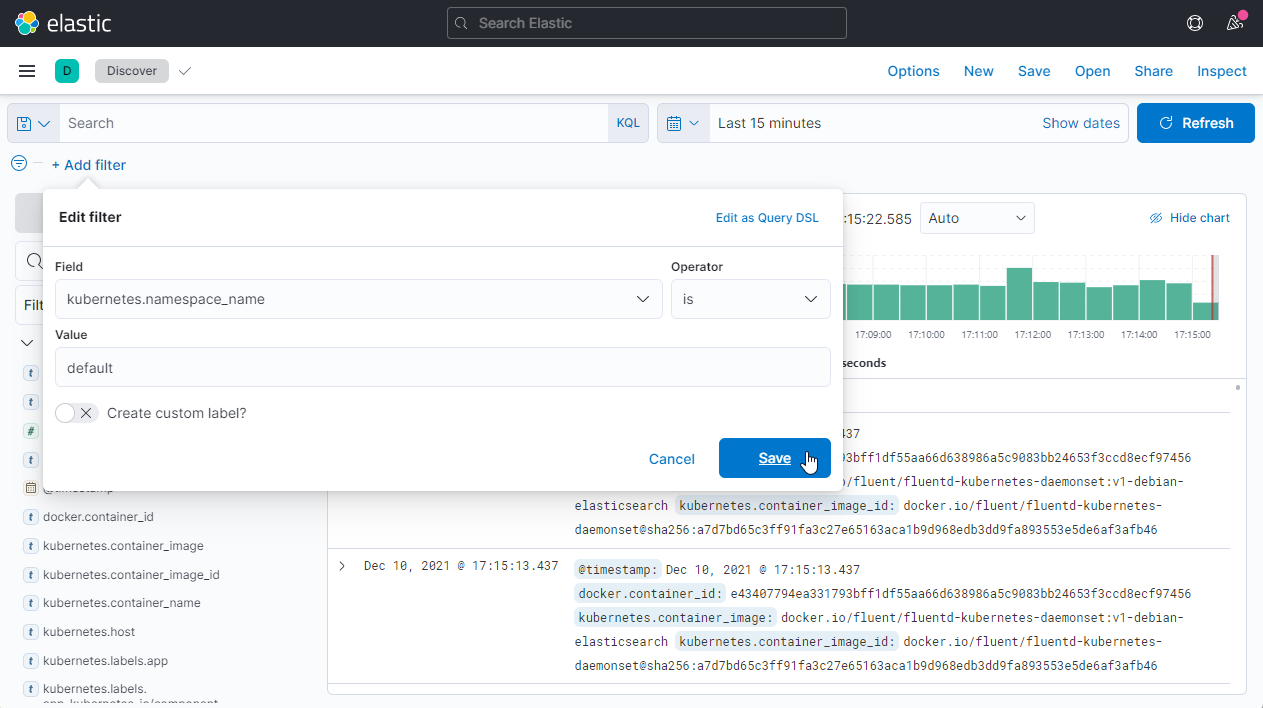 elastic
Search Elastic
D
Discover
Options New Save Open Share Inspect
Search
KQL
Last 15 minutes
Show dates
Refresh
+ Add filter
Edit filter
Edit as Query DSL
Field
Operator
kubernetes.namespace_name
is
Value
default
Create custom label?
Cancel
Save
:15:22.585
Auto
Hide chart
17:09:00 17:10:00 17:11:00 17:12:00 17:13:00 17:14:00 17:15:00
seconds
Filt
t
t
#
t
@timestamp
t docker.container_id
t kubernetes.container_image
t kubernetes.container_image_id
t kubernetes.container_name
t kubernetes.host
t kubernetes.labels.app
t kubernetes.labels.
app_kubernetes_io/component
437
93bff1df55aa66d638986a5c9083bb24653f3ccd8ecf97456
.io/fluent/fluentd-kubernetes-daemonset:v1-debian-
elasticsearch kubernetes.container_image_id: docker.io/fluent/fluentd-kubernetes-
daemonset@sha256:a7d7bd65c3ff91fa3c27e65163aca1b9d968edb3dd9fa893553e5de6af3afb46
Dec 10, 2021 @ 17:15:13.437
@timestamp: Dec 10, 2021 @ 17:15:13.437
docker.container_id: e43407794ea331793bff1df55aa66d638986a5c9083bb24653f3ccd8ecf97456
kubernetes.container_image: docker.io/fluent/fluentd-kubernetes-daemonset:v1-debian-
elasticsearch kubernetes.container_image_id: docker.io/fluent/fluentd-kubernetes-
daemonset@sha256:a7d7bd65c3ff91fa3c27e65163aca1b9d968edb3dd9fa893553e5de6af3afb46